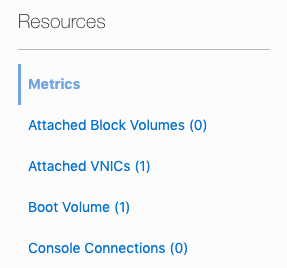 Resources
Metrics
Attached Block Volumes (0)
Attached VNICs (1)
Boot Volume (1)
Console Connections (0)